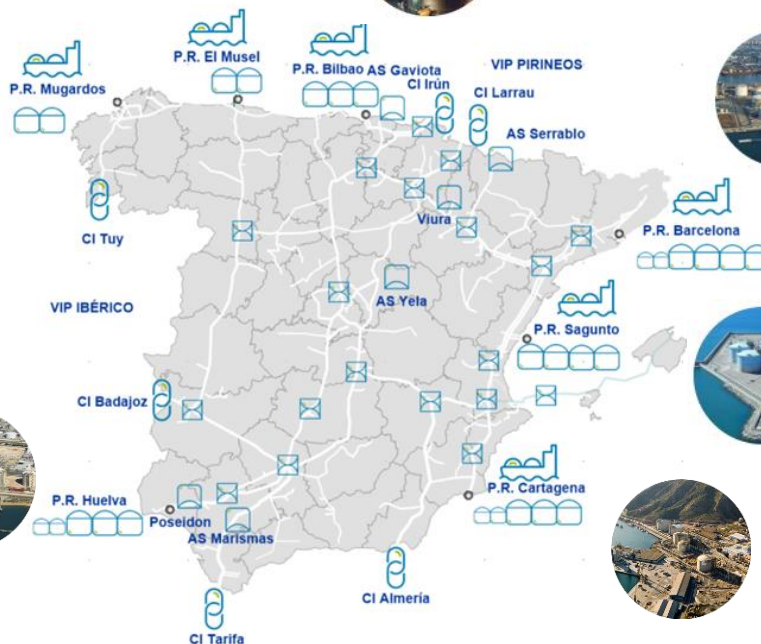 P.R. El Musel
P.R. Mugardos
P.R. Bilbao
AS Gaviota
VIP PIRINEOS
CI Irún
CI Larrau
AS Serrablo
CI Tuy
Viura
P.R. Barcelona
VIP IBÉRICO
AS Yela
P.R. Sagunto
CI Badajoz
P.R. Huelva
Poseidon
AS Marismas
P.R. Cartagena
CI Almería
CI Tarifa